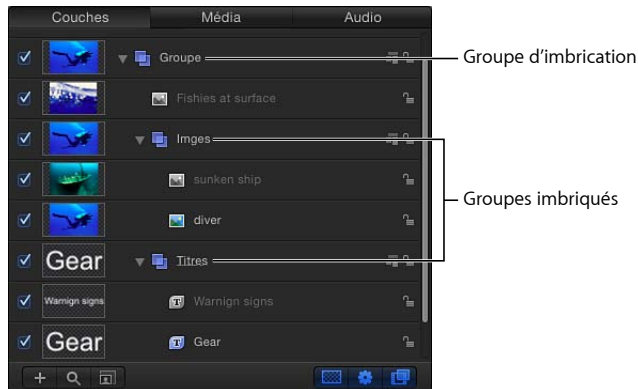 Couches Média Audio
Groupe
Groupe d’imbrication
Fishies at surface
Imges
sunken ship
Groupes imbriqués
diver
Gear
Titres
Warnign signs
Warnign signs
Gear
Gear